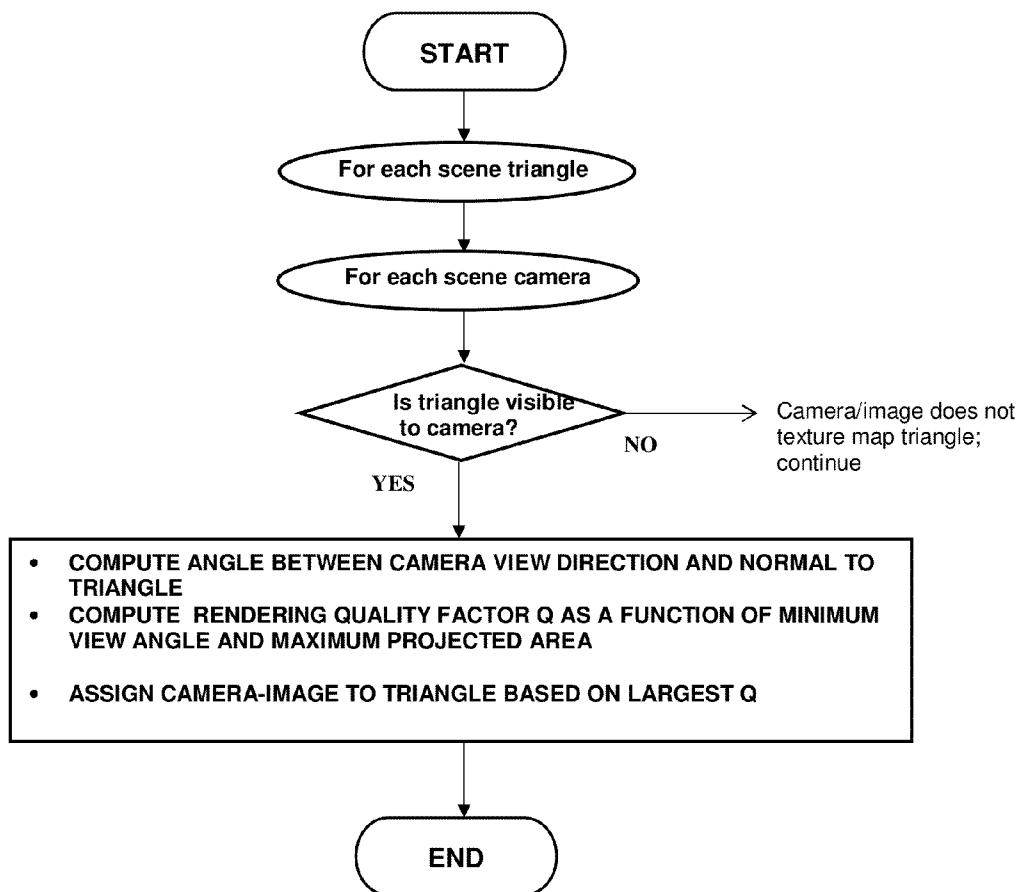 START
For each scene triangle
For each scene camera
Is triangle visible
to camera?
NO
Camera/image does not
texture map triangle;
continue
YES
• COMPUTE ANGLE BETWEEN CAMERA VIEW DIRECTION AND NORMAL TO
TRIANGLE
• COMPUTE RENDERING QUALITY FACTOR Q AS A FUNCTION OF MINIMUM
VIEW ANGLE AND MAXIMUM PROJECTED AREA
• ASSIGN CAMERA-IMAGE TO TRIANGLE BASED ON LARGEST Q
END